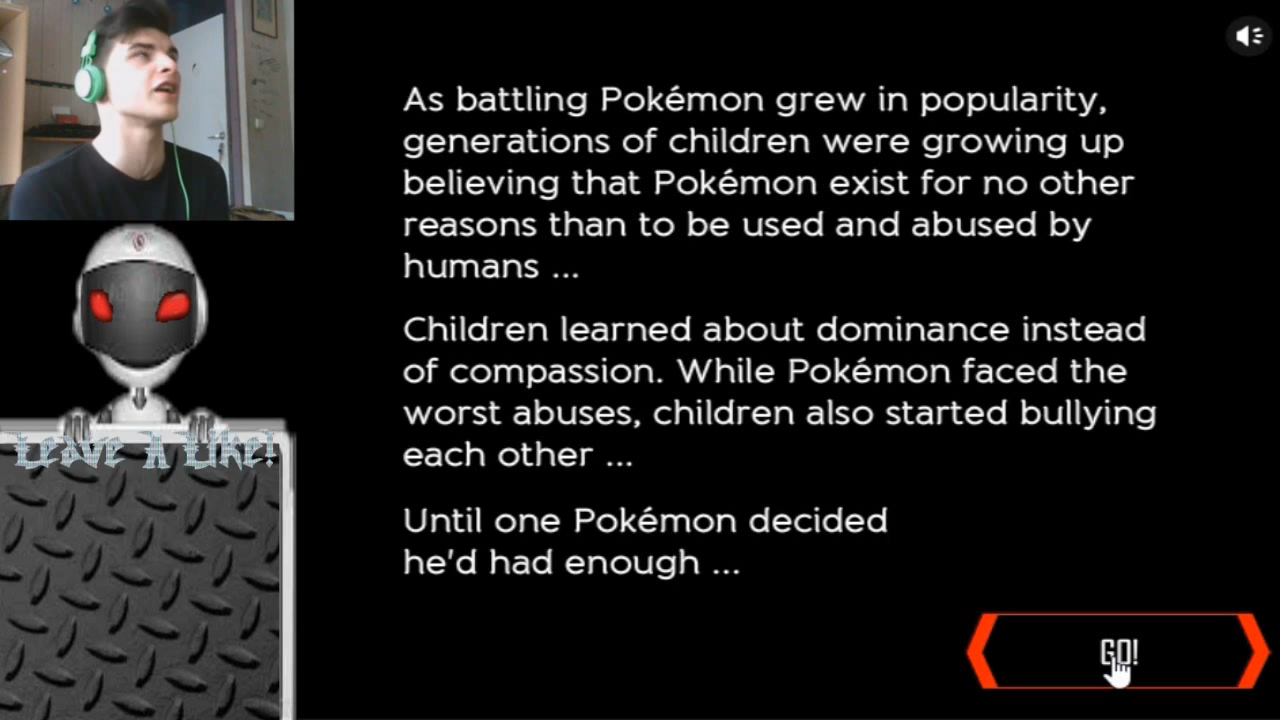 As battling Pokémon grew in popularity,
generations of children were growing up
believing that Pokémon exist for no other
reasons than to be used and abused by
humans ...
Children learned about dominance instead
of compassion. While Pokémon faced the
worst abuses, children also started bullying
each other ...
Until one Pokémon decided
he'd had enough ...
GO!
Leave A Like!